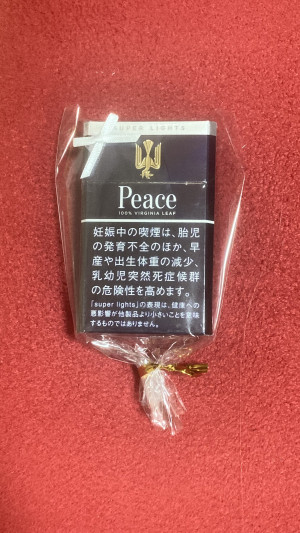 SUPER LIGHTS
Peace
100% VIRGINIA LEAF
妊娠中の喫煙は、胎児
の発育不全のほか、早
産や出生体重の減少、
乳幼児突然死症候群
の危険性を高めます。
「super lights」の表現は、健康への
悪影響が他製品より小さいことを意味
するものではありません。